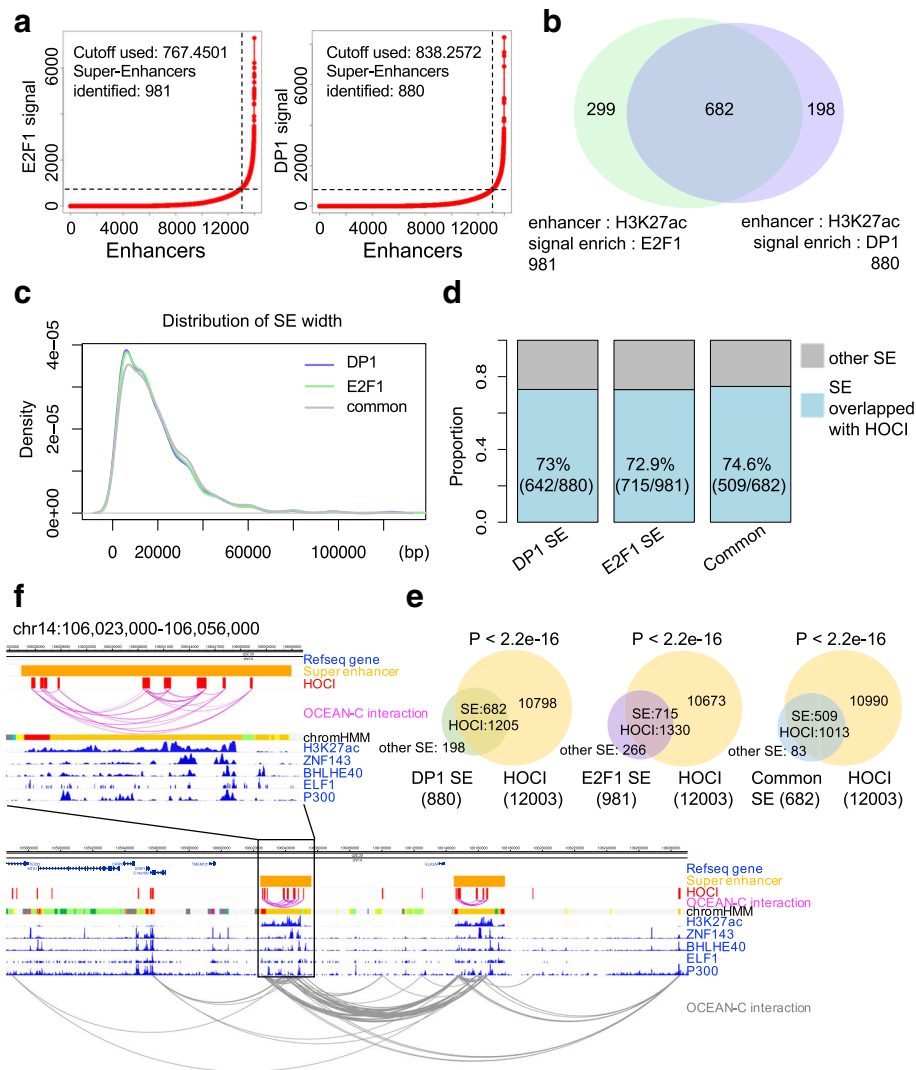 a
E2F1 signal
0
2000
6000
Cutoff used: 767.4501
Super-Enhancers
identified: 981
0
4000
8000
12000
Enhancers
DP1 signal
0
2000
6000
Cutoff used: 838.2572
Super-Enhancers
identified: 880
0
4000
8000
12000
Enhancers
b
299
682
198
enhancer : H3K27ac
signal enrich : E2F1
981
enhancer : H3K27ac
signal enrich : DP1
880
c
Distribution of SE width
Density
0e+00
2e-05
4e-05
DP1
E2F1
common
0
20000
60000
100000
(bp)
d
Proportion
0.0
0.4
0.8
73%
(642/880)
72.9%
(715/981)
74.6%
(509/682)
DP1 SE
E2F1 SE
Common
other SE
SE
overlapped
with HOCI
f
chr14:106,023,000-106,056,000
Refseq gene
Super enhancer
HOCI
OCEAN-C interaction
chromHMM
H3K27ac
ZNF143
BHLHE40
ELF1
P300
e
P < 2.2e-16
SE:682
HOCI:1205
10798
other SE: 198
DP1 SE
(880)
HOCI
(12003)
P < 2.2e-16
SE:715
HOCI:1330
10673
other SE: 266
E2F1 SE
(981)
HOCI
(12003)
P < 2.2e-16
SE:509
HOCI:1013
10990
other SE: 83
Common
SE (682)
HOCI
(12003)
Refseq gene
Super enhancer
HOCI
OCEAN-C interaction
chromHMM
H3K27ac
ZNF143
BHLHE40
ELF1
P300
OCEAN-C interaction